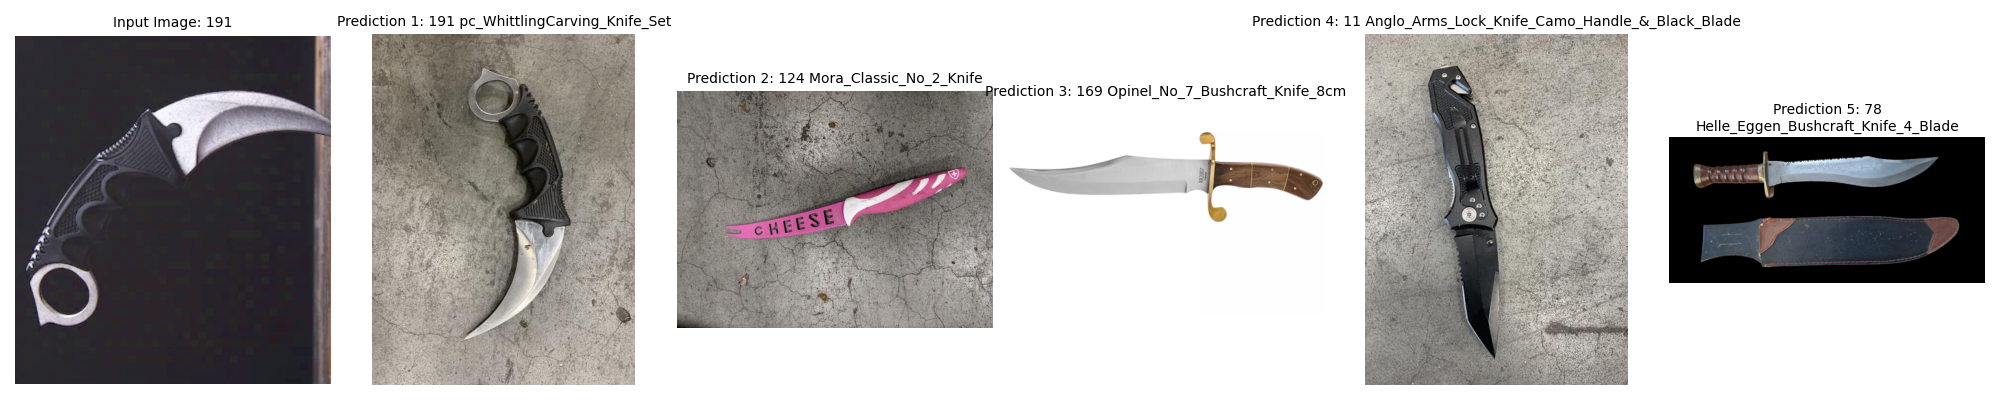 Input Image: 191
Prediction 1: 191 pc_WhittlingCarving_Knife_Set
Prediction 2: 124 Mora_Classic_No_2_Knife
Prediction 3: 169 Opinel_No_7_Bushcraft_Knife_8cm
Prediction 4: 11 Anglo_Arms_Lock_Knife_Camo_Handle_&_Black_Blade
Prediction 5: 78
Helle_Eggen_Bushcraft_Knife_4_Blade
CHEESE